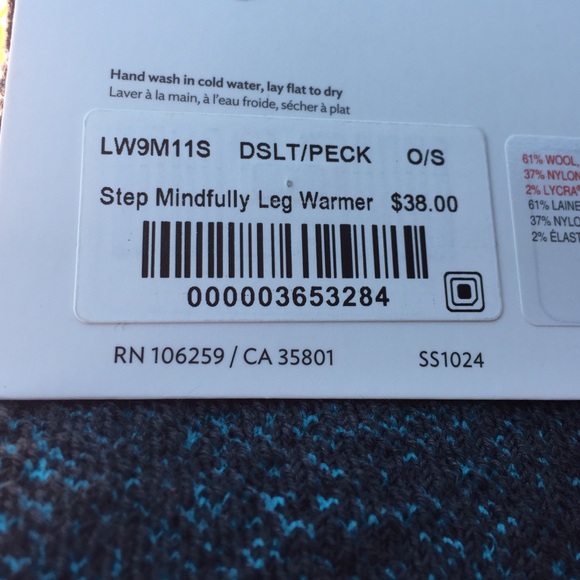 Hand wash in cold water, lay flat to dry
Laver à la main, à l'eau froide, sécher à plat
LW9M11S DSLT/PECK O/S
Step Mindfully Leg Warmer $38.00
000003653284
61% WOOL,
37% NYLON
2% LYCRA®
61% LAINE
37% NYLO
2% ÉLAST
RN 106259 / CA 35801 SS1024